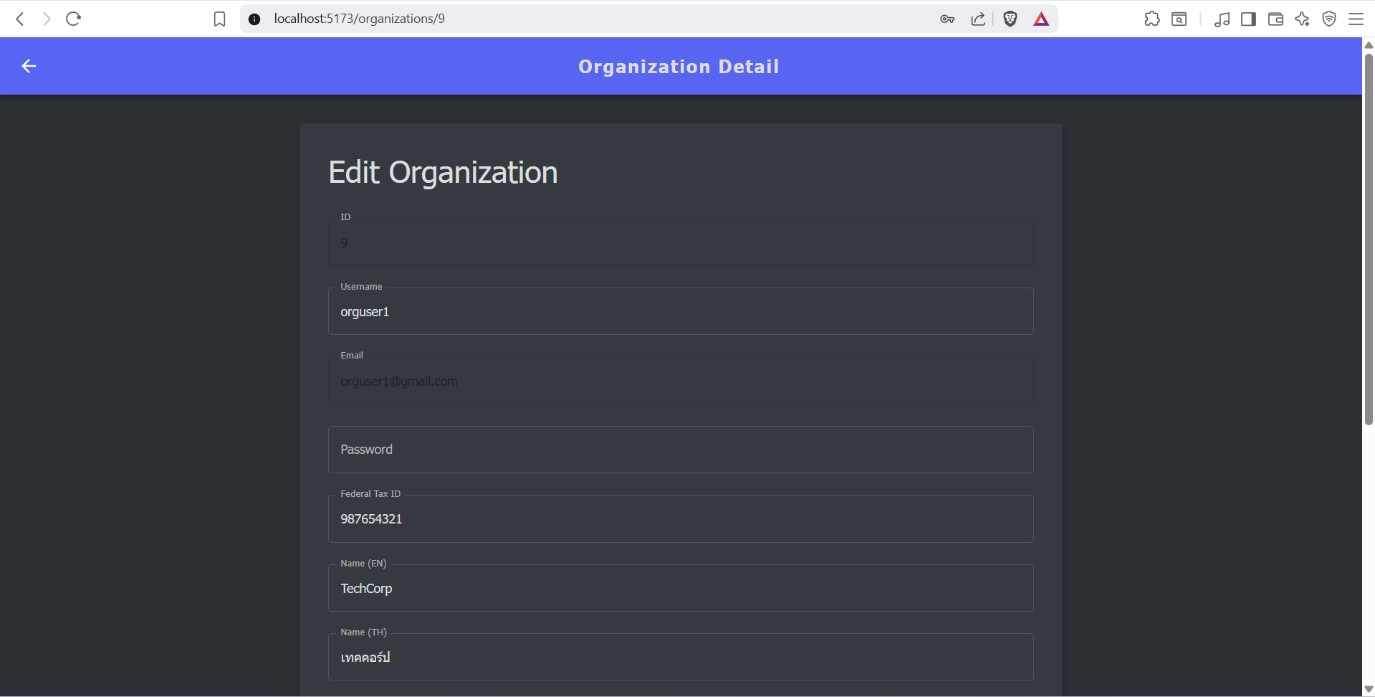 localhost:5173/organizations/9
Organization Detail
Edit Organization
ID
9
Username
orguser1
Email
orguser1@gmail.com
Password
Federal Tax ID
987654321
Name (EN)
TechCorp
Name (TH)
เทคคอร์ป